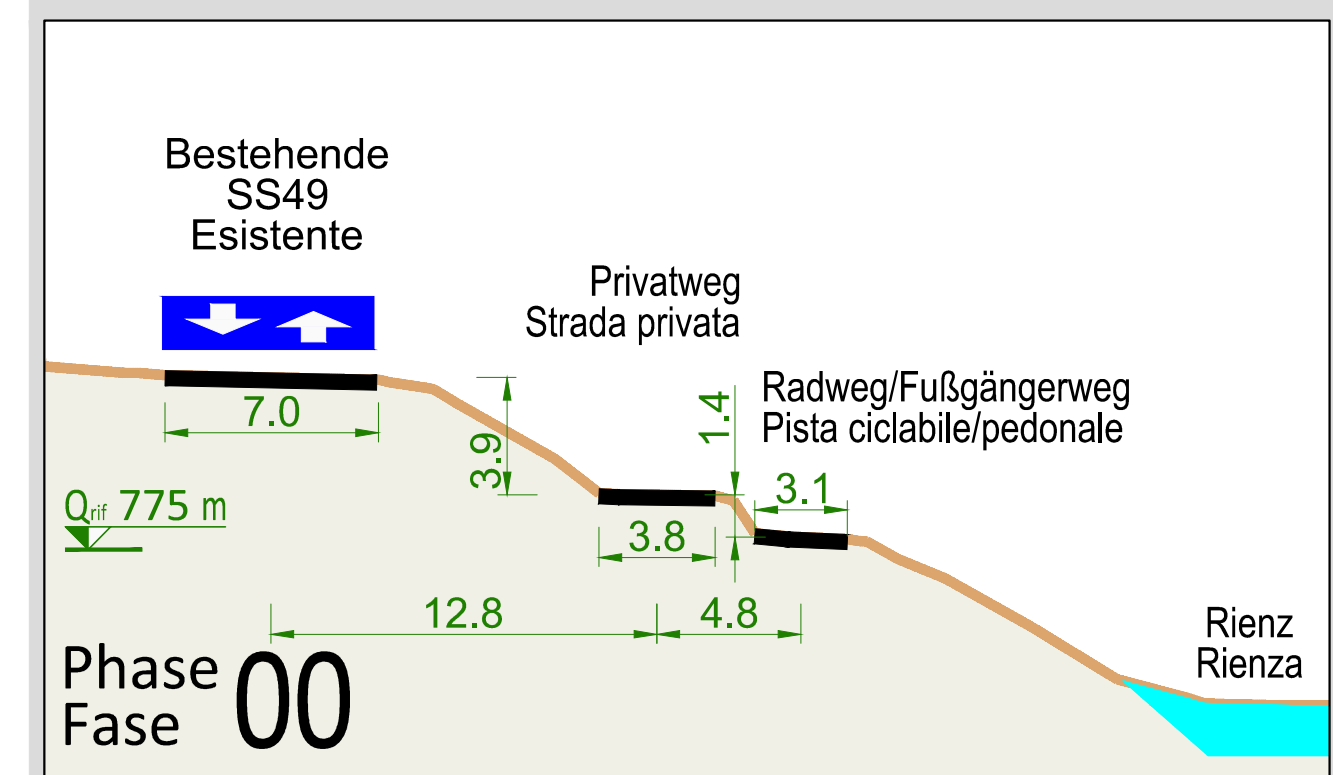 Bestehende
SS49
Esistente
Privatweg
Strada privata
Radweg/Fußgängerweg
Pista ciclabile/pedonale
7.0
3.9
1.4
3.1
3.8
Qrif 775 m
12.8
4.8
Rienz
Rienza
Phase
Fase
00